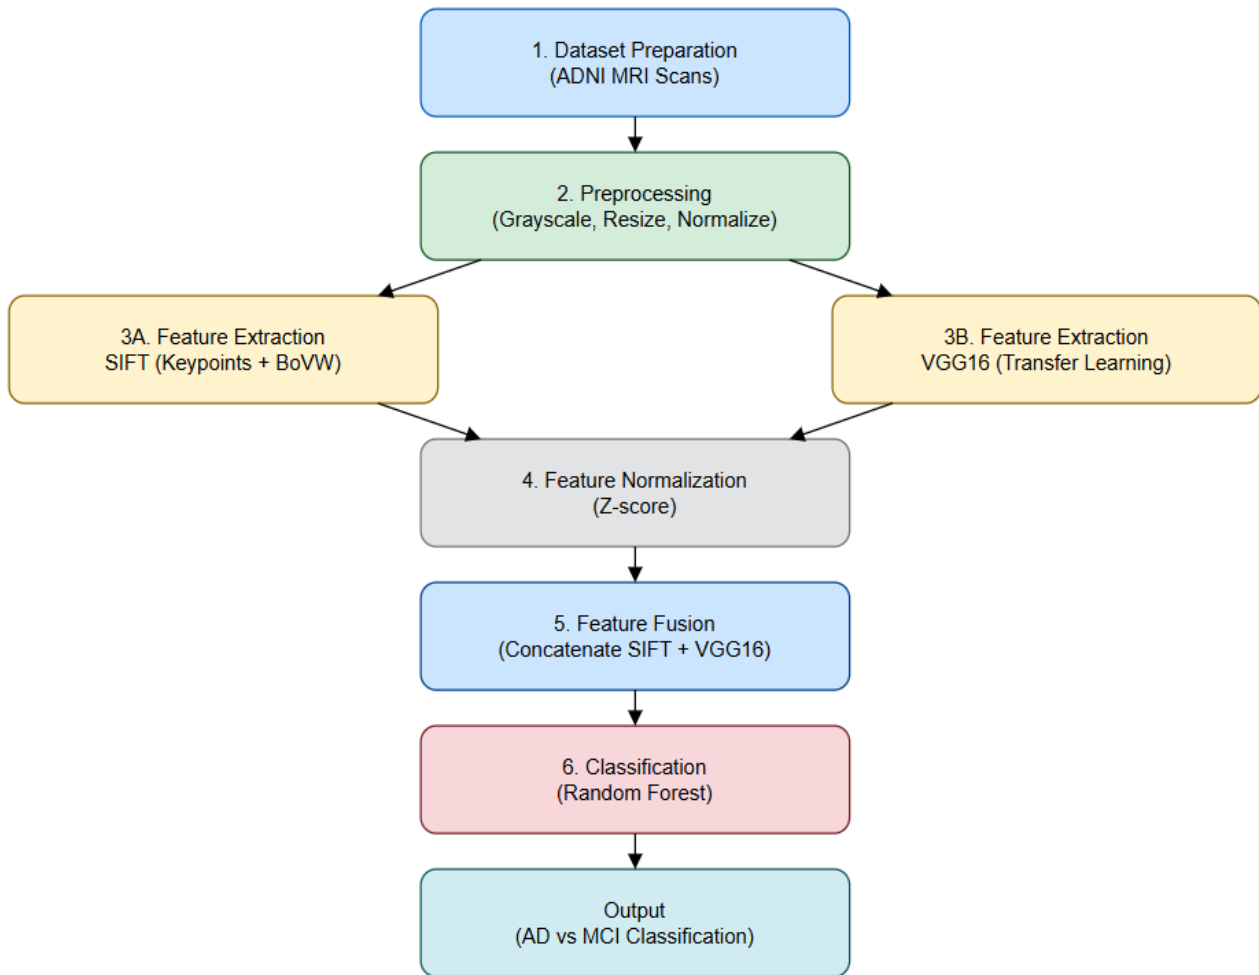 1. Dataset Preparation
(ADNI MRI Scans)
2. Preprocessing
(Grayscale, Resize, Normalize)
3A. Feature Extraction
SIFT (Keypoints + BoVW)
3B. Feature Extraction
VGG16 (Transfer Learning)
4. Feature Normalization
(Z-score)
5. Feature Fusion
(Concatenate SIFT + VGG16)
6. Classification
(Random Forest)
Output
(AD vs MCI Classification)